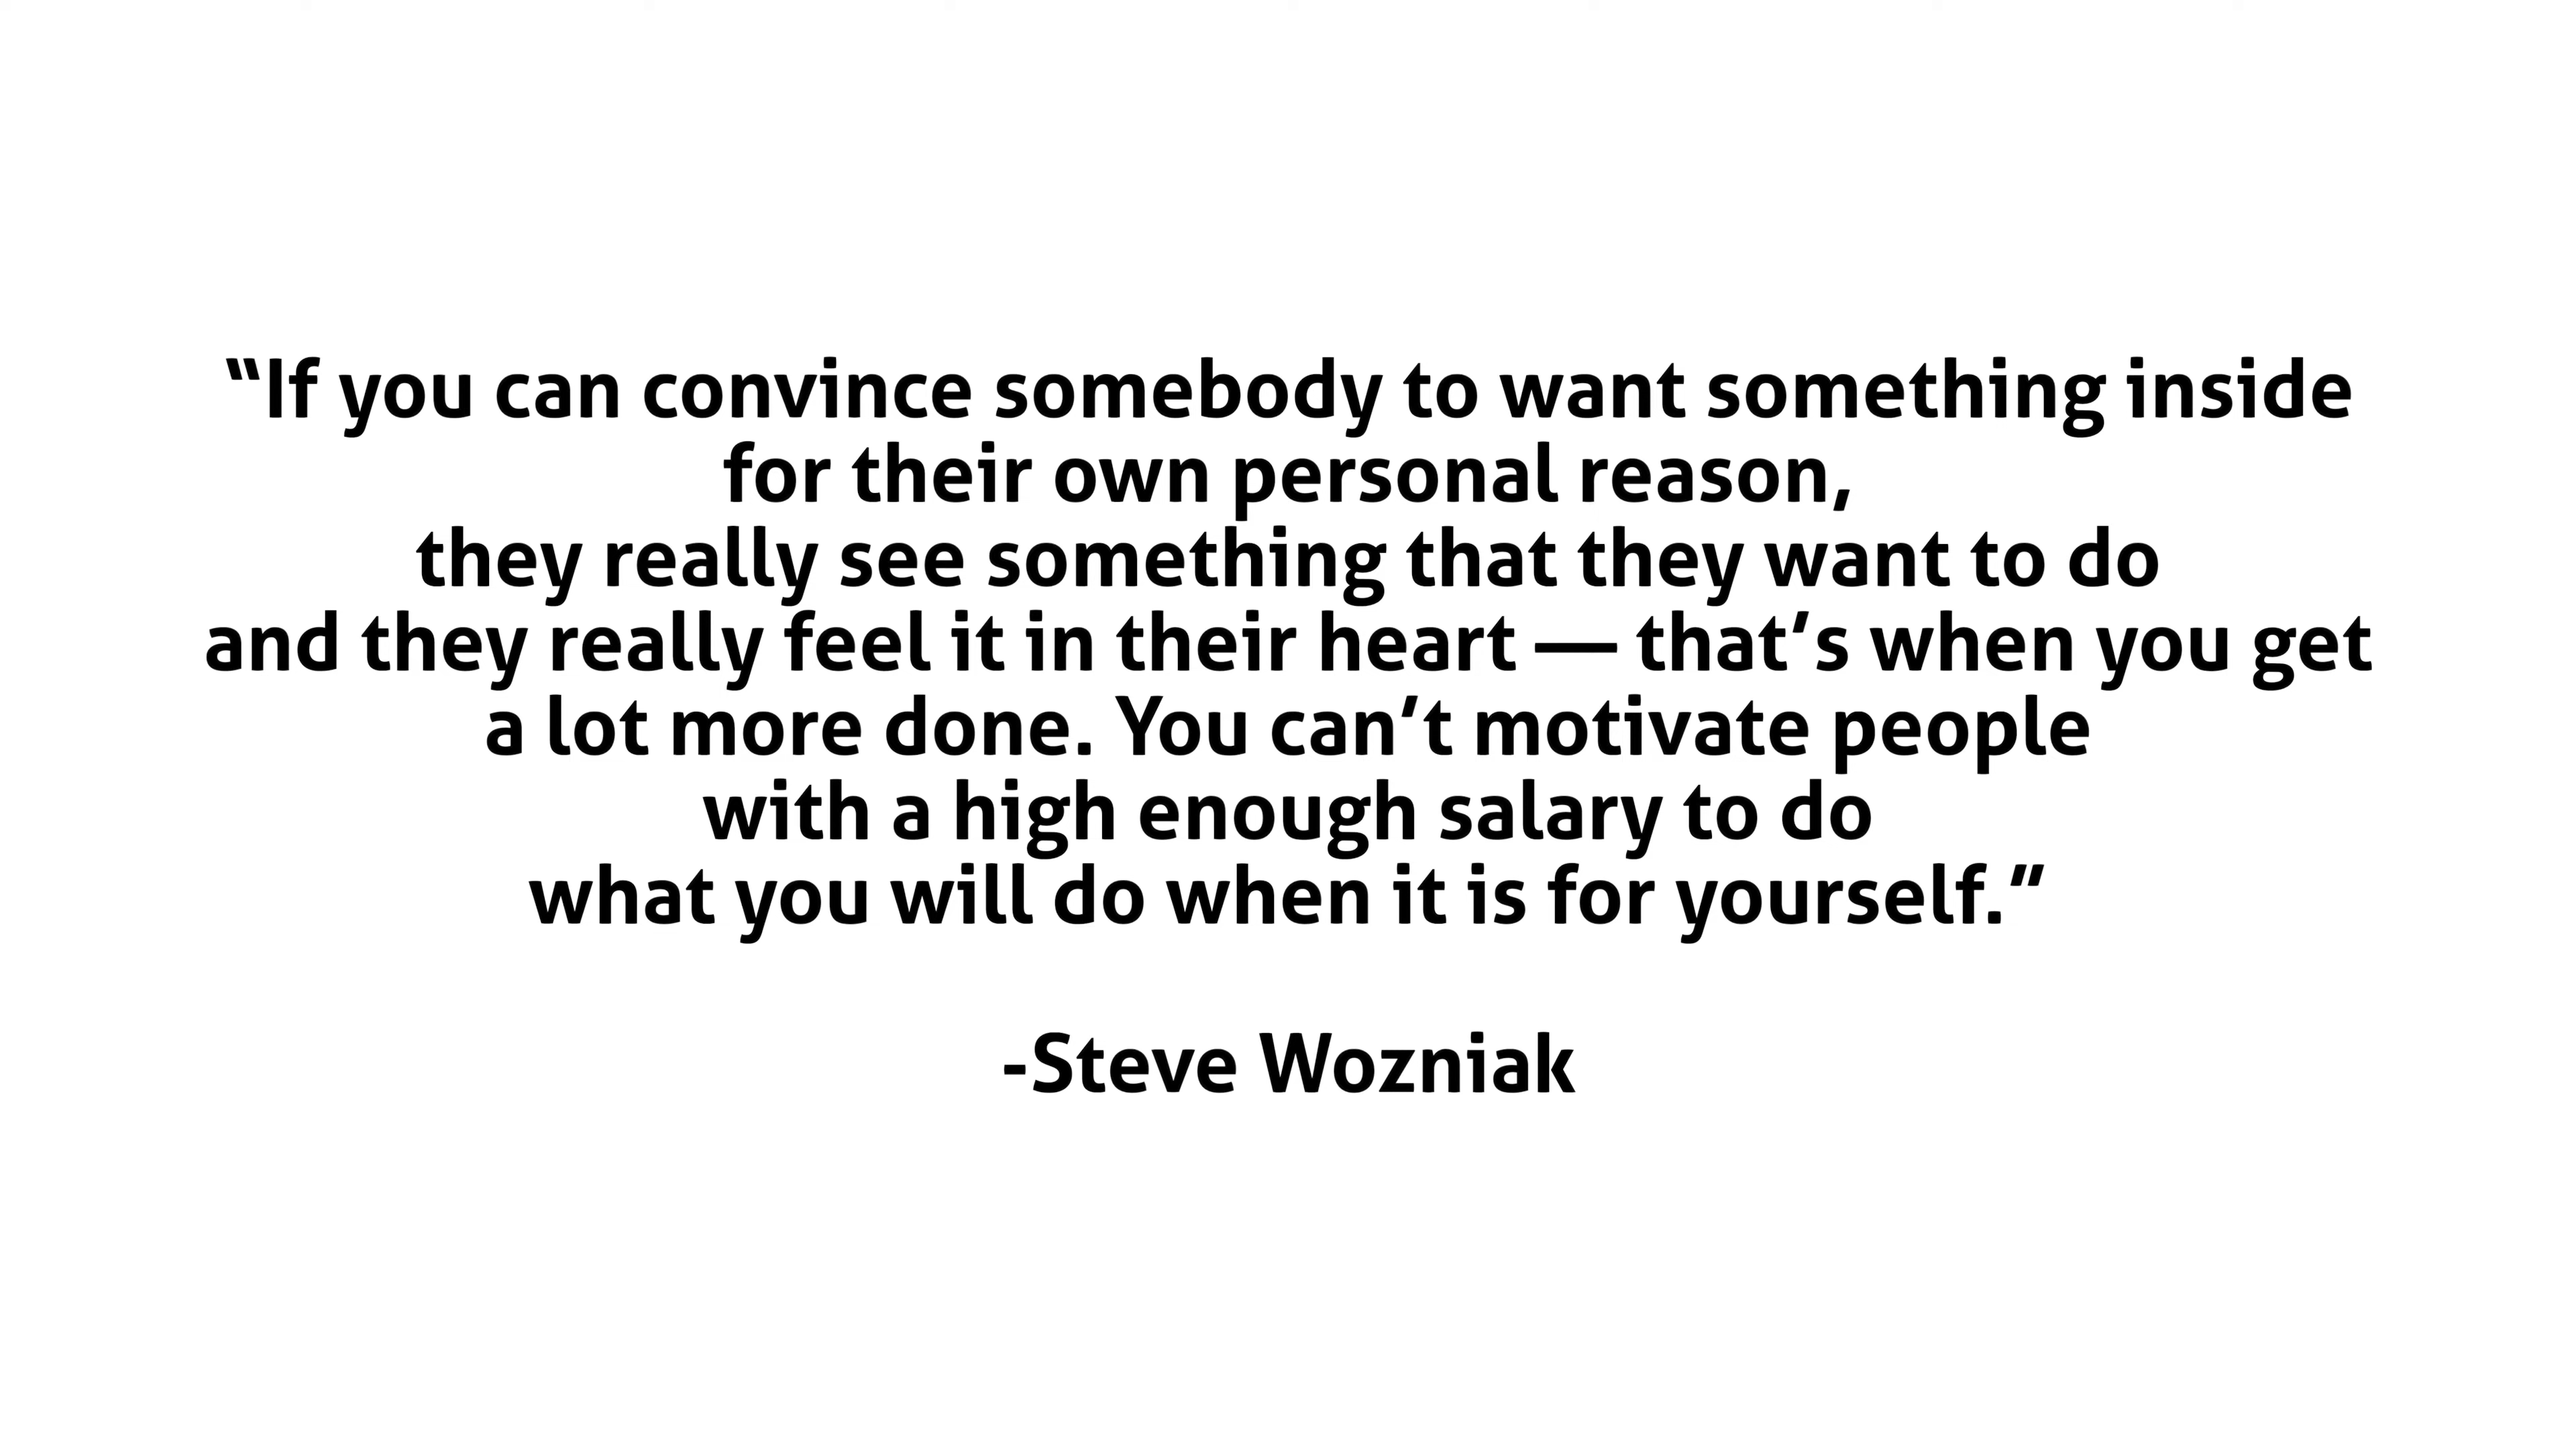 “If you can convince somebody to want something inside
for their own personal reason,
they really see something that they want to do
and they really feel it in their heart — that’s when you get
a lot more done. You can’t motivate people
with a high enough salary to do
what you will do when it is for yourself.”
-Steve Wozniak